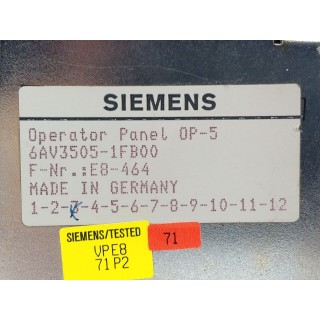 SIEMENS
Operator Panel OP-5
6AV3505-1FB00
F-Nr.:E8-464
MADE IN GERMANY
1-2-3-4-5-6-7-8-9-10-11-12
SIEMENS/TESTED
VPE8
71P2
71